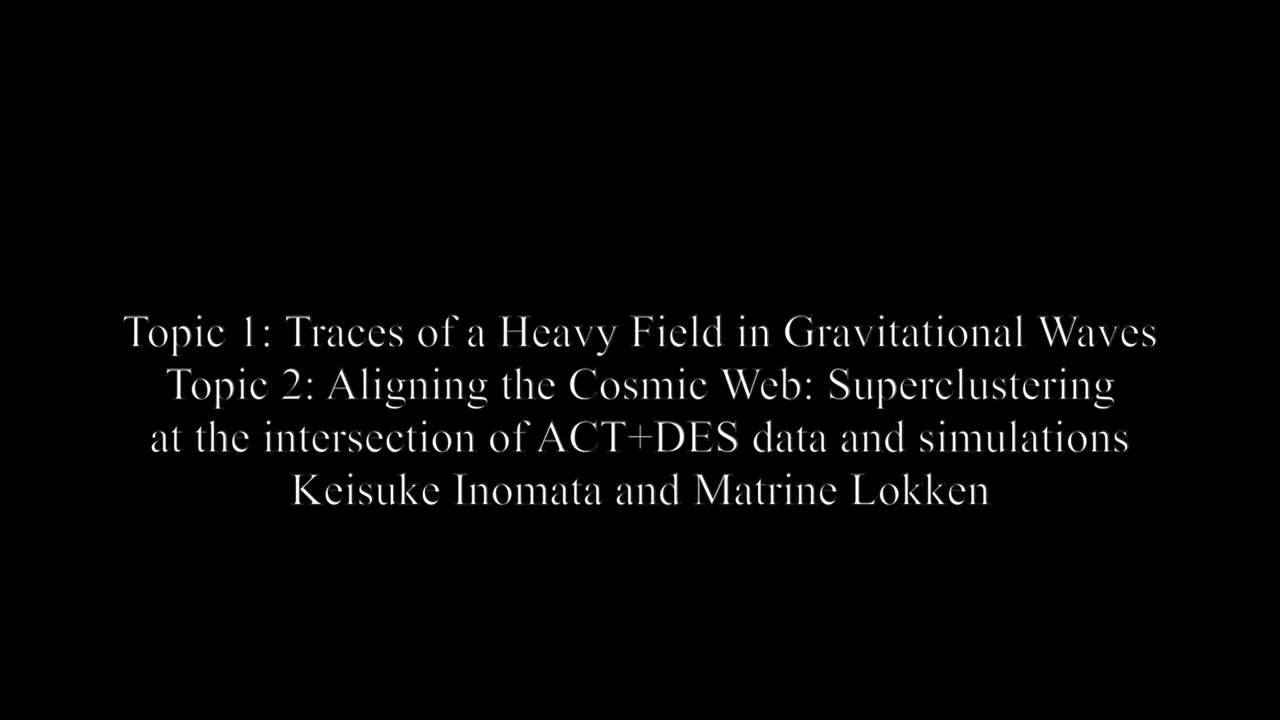 Topic 1: Traces of a Heavy Field in Gravitational Waves
Topic 2: Aligning the Cosmic Web: Superclustering
at the intersection of ACT+DES data and simulations
Keisuke Inomata and Matrine Lokken